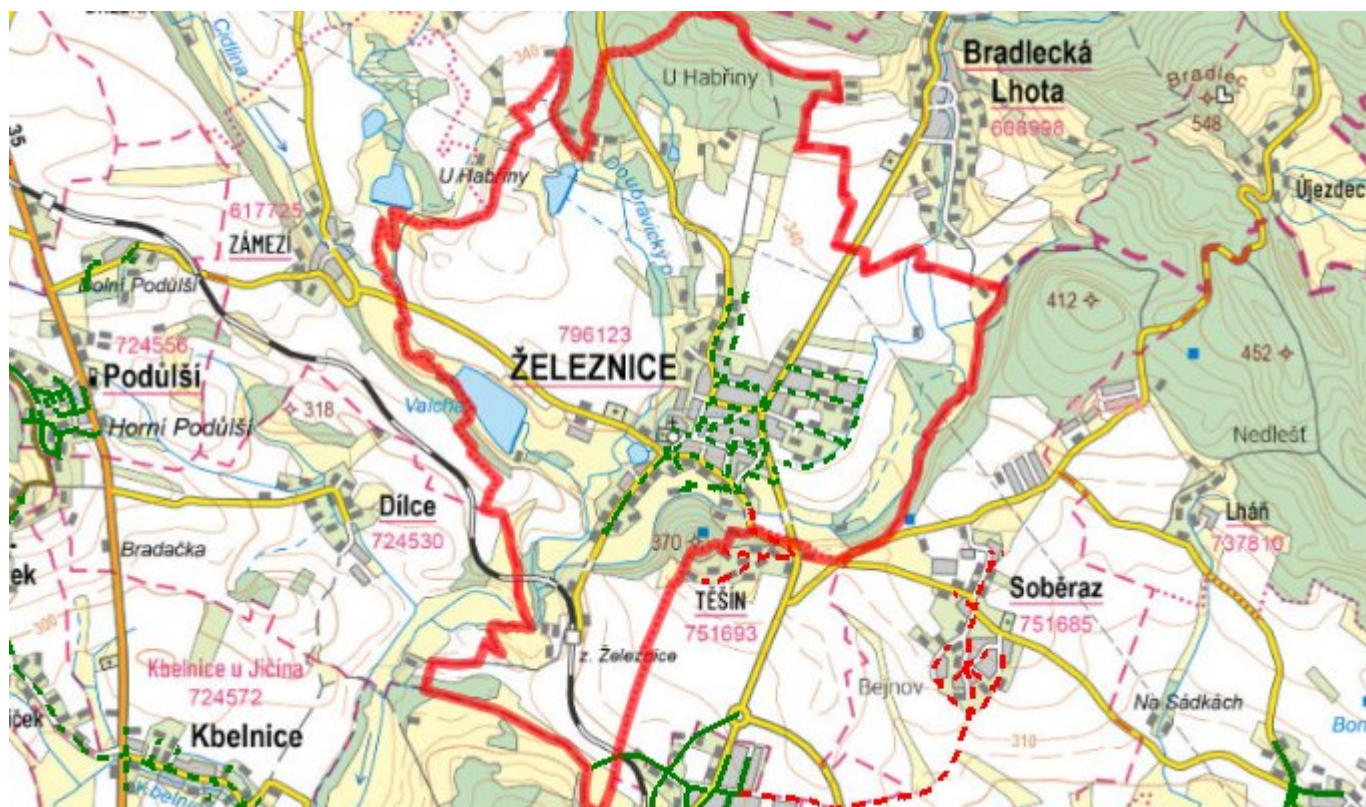 Cidlina
35
340
U Habřiny
Bradlecká
Lhota
608998
Bradlec
548
Újezdec
U Habřiny
Doubravický p.
617725
ZÁMEZÍ
340
Dolní Podůlší
412
724556
Podůlší
796123
ŽELEZNICE
452
318
Valcha
Horní Podůlší
Nedlešť
Dílce
724530
Bradačka
370
Lháň
737810
TĚŠÍN
751693
Soběraz
751685
300
z. Železnice
Kbelnice u Jičína
724572
Bejnov
Na Sádkách
Kbelnice
310